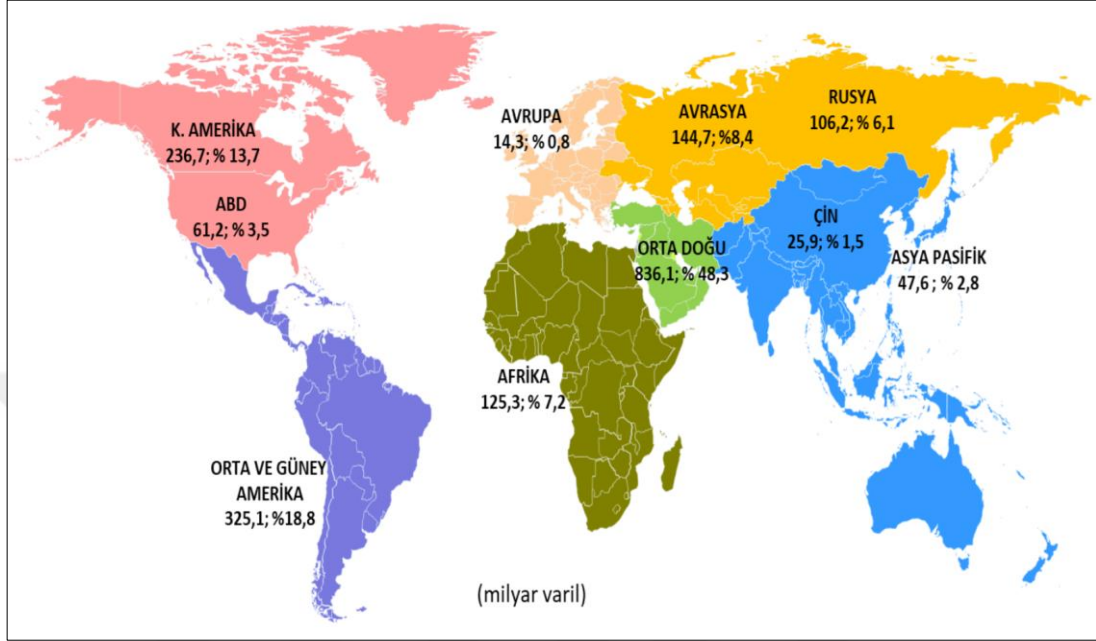 K. AMERİKA
236,7; % 13,7
ABD
61,2; % 3,5
AVRUPA
14,3; % 0,8
AVRASYA
144,7; %8,4
RUSYA
106,2; % 6,1
ÇİN
25,9; % 1,5
ASYA PASİFİK
47,6 ; % 2,8
ORTA DOĞU
836,1; % 48,3
AFRİKA
125,3; % 7,2
ORTA VE GÜNEY
AMERİKA
325,1; %18,8
(milyar varil)